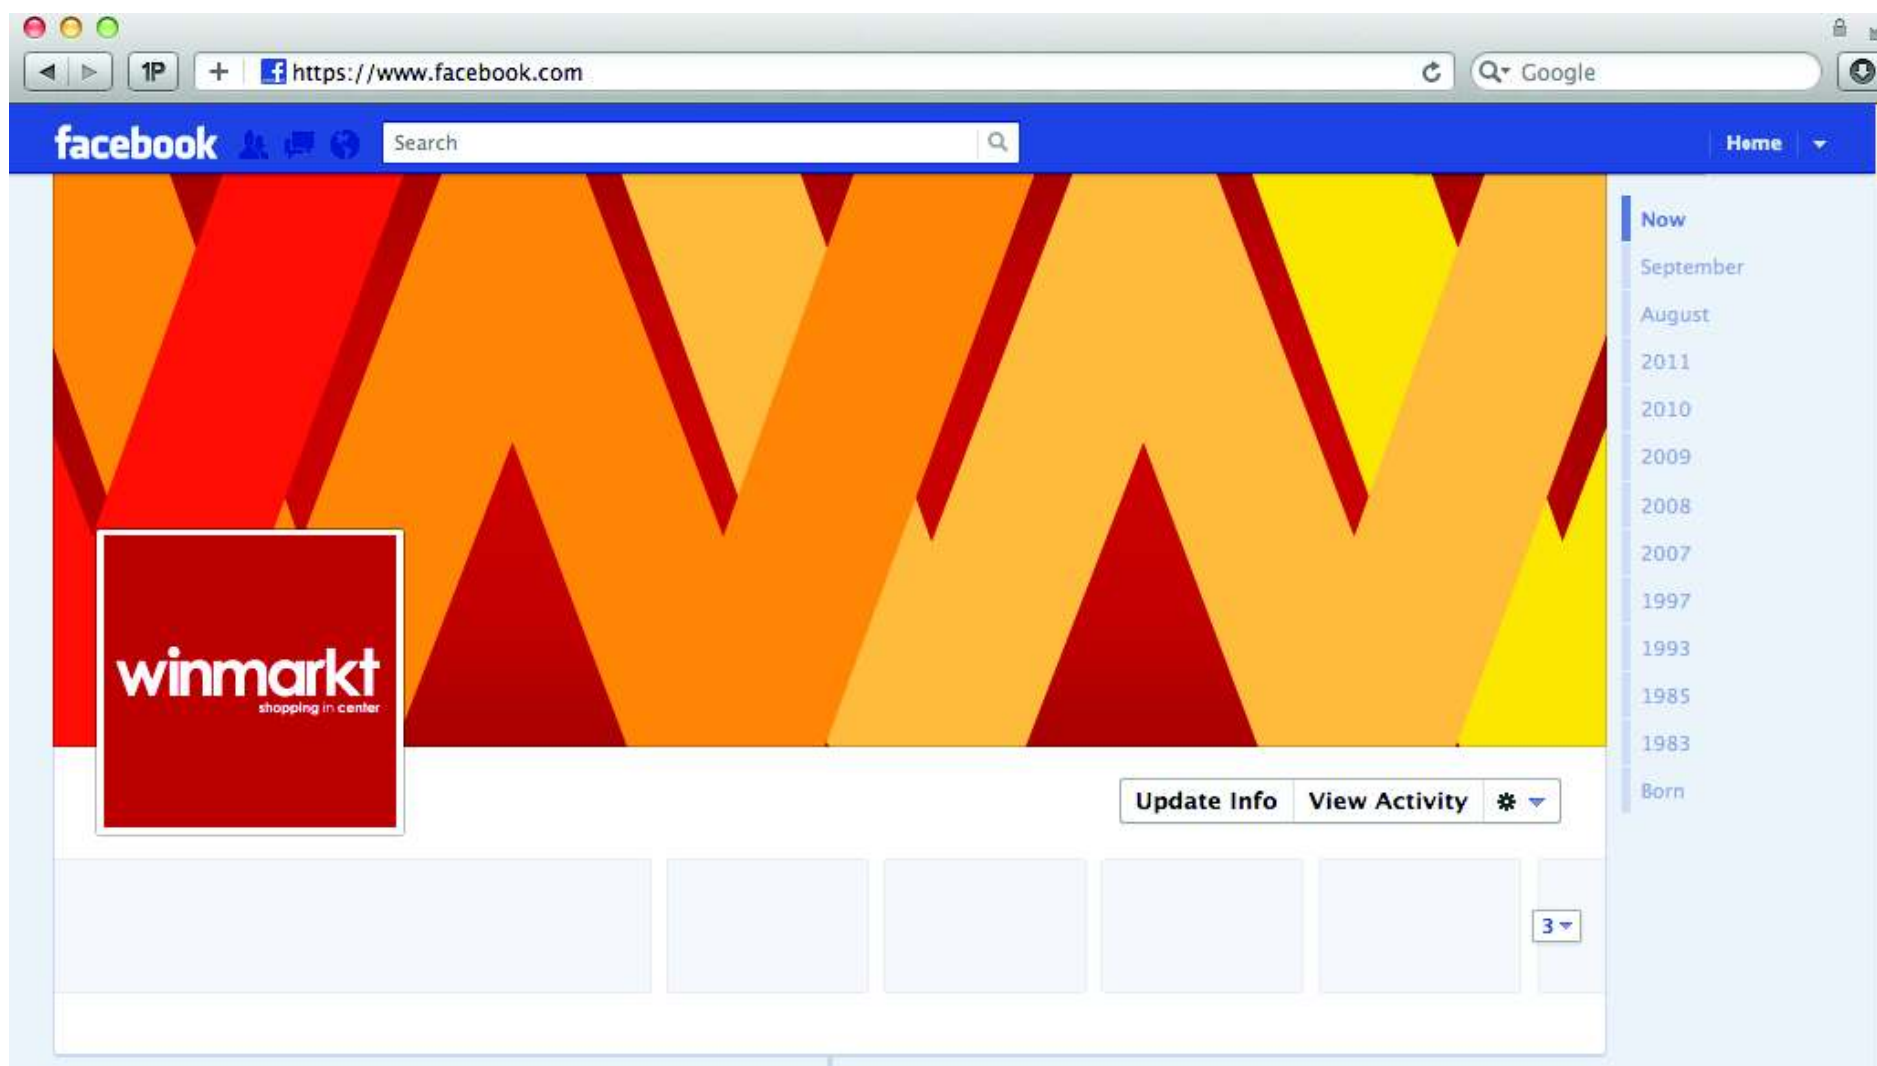 1P + https://www.facebook.com Google
facebook Search Home
Now
September
August
2011
2010
2009
2008
2007
1997
1993
1985
1983
Born
winmarkt
shopping in center
Update Info View Activity
3